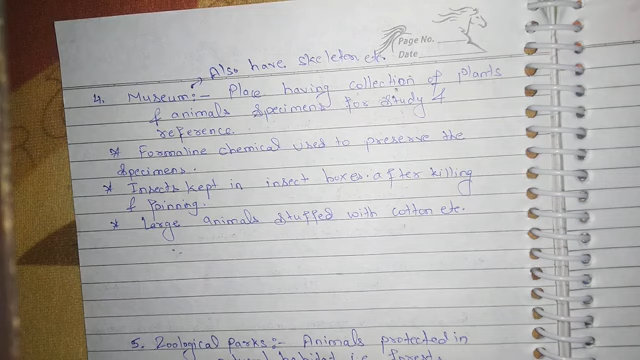 Page No.
Date
Also have skeleton etc.
4. Museum :- Place having collection of plants
& animals specimens for study &
reference.
* Formaline chemical used to preserve the
specimens.
* Insects kept in insect boxes. after killing
& pinning.
* Large animals stuffed with cotton etc.
5. Zoological Parks :- Animals protected in
habitat i.e. forest.